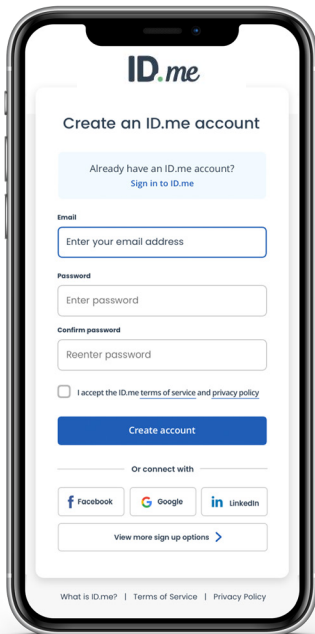 ID.me
Create an ID.me account
Already have an ID.me account?
Sign in to ID.me
Email
Enter your email address
Password
Enter password
Confirm password
Reenter password
I accept the ID.me terms of service and privacy policy
Create account
Or connect with
Facebook Google LinkedIn
View more sign up options
What is ID.me? | Terms of Service | Privacy Policy